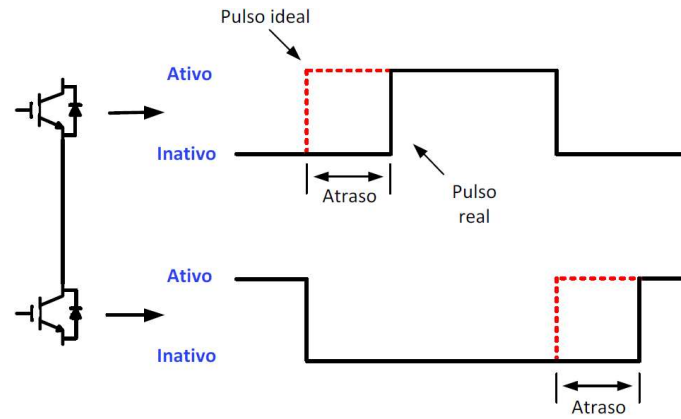 Pulso ideal
Ativo
Inativo
Atraso
Pulso
real
Ativo
Inativo
Atraso